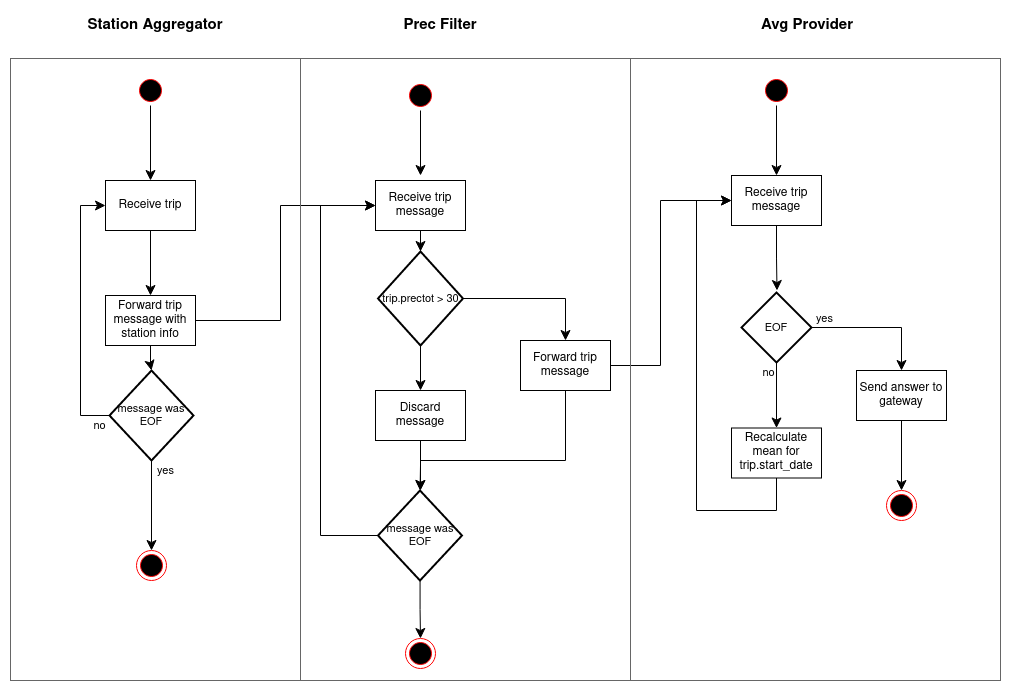 Station Aggregator
Prec Filter
Avg Provider
Receive trip
Forward trip
message with
station info
message was
EOF
no
yes
Receive trip
message
trip.prectot > 30
Forward trip
message
Discard
message
message was
EOF
Receive trip
message
EOF
yes
no
Send answer to
gateway
Recalculate
mean for
trip.start_date